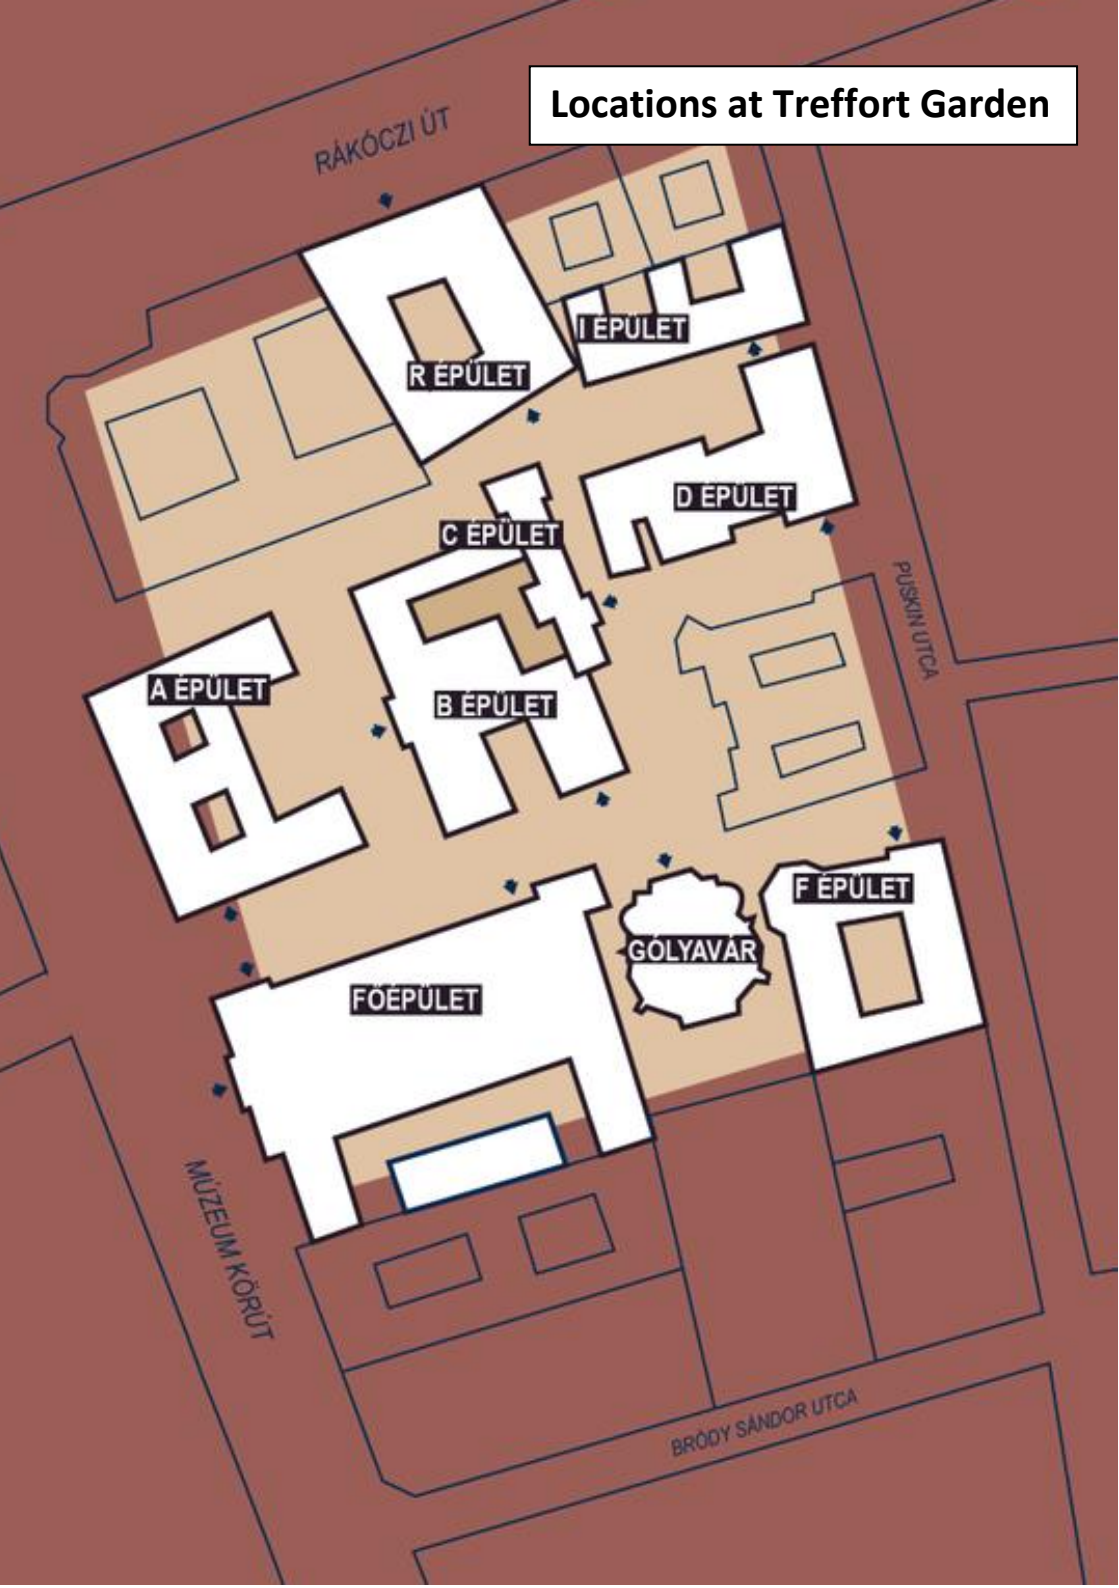 Locations at Treffort Garden
RÁKÓCZI ÚT
I ÉPÜLET
R ÉPÜLET
D ÉPÜLET
C ÉPÜLET
PUSKIN UTCA
A ÉPÜLET
B ÉPÜLET
F ÉPÜLET
GÓLYAVÁR
FŐÉPÜLET
MÚZEUM KÖRÚT
BRÓDY SÁNDOR UTCA